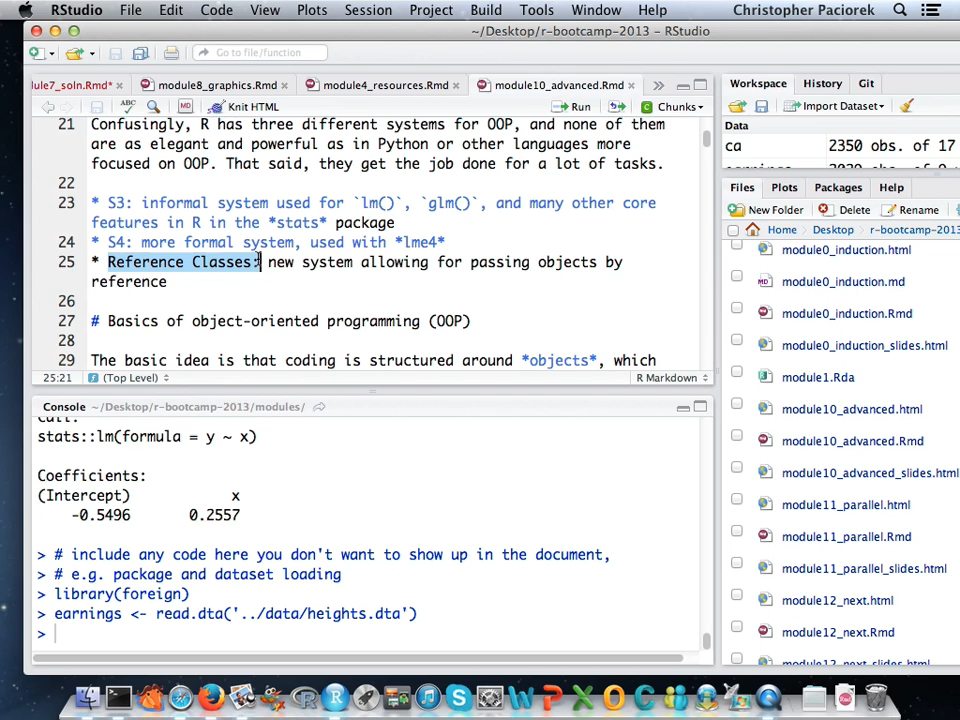 RStudio File Edit Code View Plots Session Project Build Tools Window Help Christopher Paciorek
~/Desktop/r-bootcamp-2013 - RStudio
Go to file/function
ule7_soln.Rmd* module8_graphics.Rmd module4_resources.Rmd module10_advanced.Rmd
ABC MD Knit HTML Run Chunks
21 Confusingly, R has three different systems for OOP, and none of them
are as elegant and powerful as in Python or other languages more
focused on OOP. That said, they get the job done for a lot of tasks.
22
23 * S3: informal system used for `lm()`, `glm()`, and many other core
features in R in the *stats* package
24 * S4: more formal system, used with *lme4*
25 * Reference Classes: new system allowing for passing objects by
reference
26
27 # Basics of object-oriented programming (OOP)
28
29 The basic idea is that coding is structured around *objects*, which
25:21 (Top Level) R Markdown
Console ~/Desktop/r-bootcamp-2013/modules/
Call:
stats::lm(formula = y ~ x)
Coefficients:
(Intercept) x
-0.5496 0.2557
> # include any code here you don't want to show up in the document,
> # e.g. package and dataset loading
> library(foreign)
> earnings <- read.dta('../data/heights.dta')
>
Workspace History Git
Import Dataset
Data
ca 2350 obs. of 17
Files Plots Packages Help
New Folder Delete Rename
Home Desktop r-bootcamp-2013
module0_induction.html
module0_induction.md
module0_induction.Rmd
module0_induction_slides.html
module1.Rda
module10_advanced.html
module10_advanced.Rmd
module10_advanced_slides.html
module11_parallel.html
module11_parallel.Rmd
module11_parallel_slides.html
module12_next.html
module12_next.Rmd
module12_next_slides.html